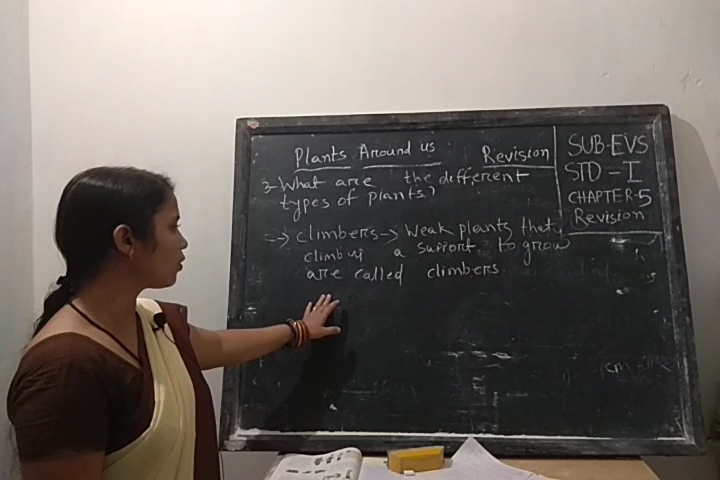 Plants Around us Revision
3- What are the different
types of plants?
:-> climbers -> Weak plants that
climb up a support to grow
are called climbers.
SUB-EVS
STD-I
CHAPTER-5
Revision